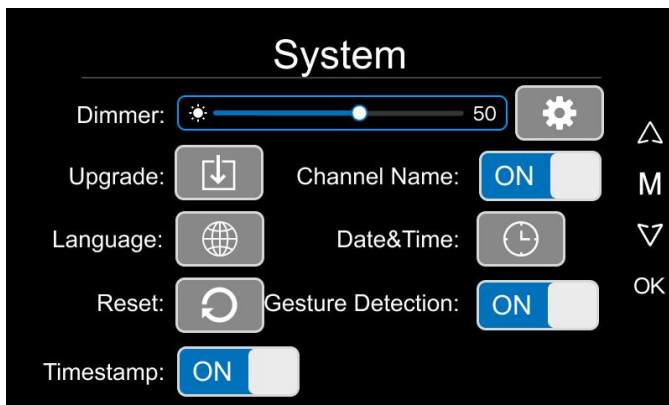 System
Dimmer: 50
Upgrade: Channel Name: ON
M
Language: Date&Time:
OK
Reset: Gesture Detection: ON
Timestamp: ON